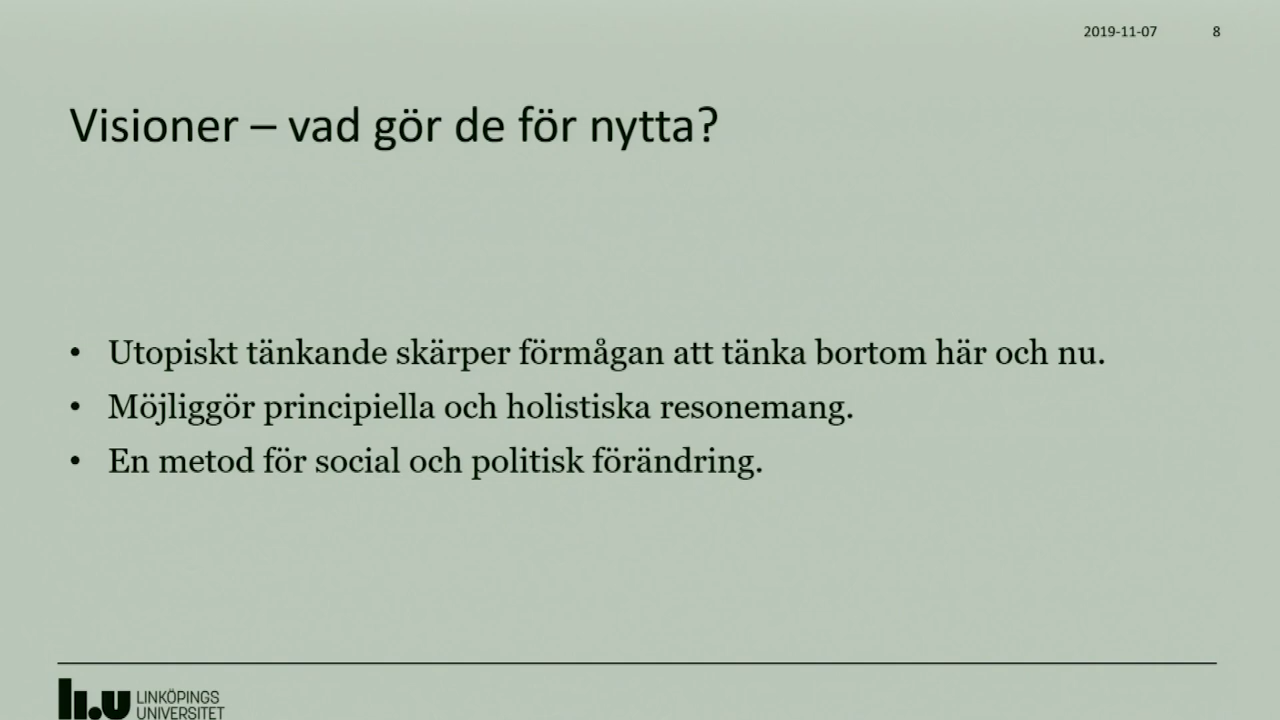 2019-11-07 8
Visioner – vad gör de för nytta?
• Utopiskt tänkande skärper förmågan att tänka bortom här och nu.
• Möjliggör principiella och holistiska resonemang.
• En metod för social och politisk förändring.
li.u LINKÖPINGS
UNIVERSITET